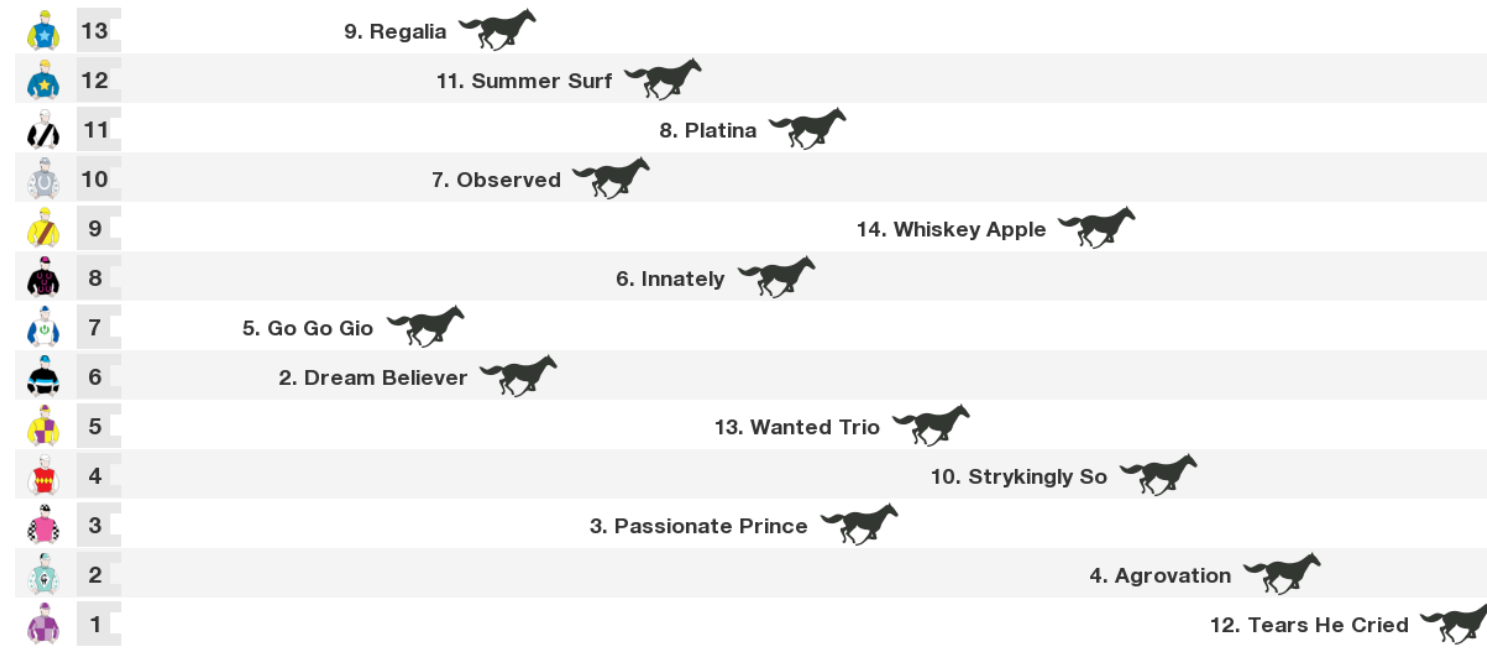 13 9. Regalia
12 11. Summer Surf
11 8. Platina
10 7. Observed
9 14. Whiskey Apple
8 6. Innately
7 5. Go Go Gio
6 2. Dream Believer
5 13. Wanted Trio
4 10. Strykingly So
3 3. Passionate Prince
2 4. Agrovation
1 12. Tears He Cried